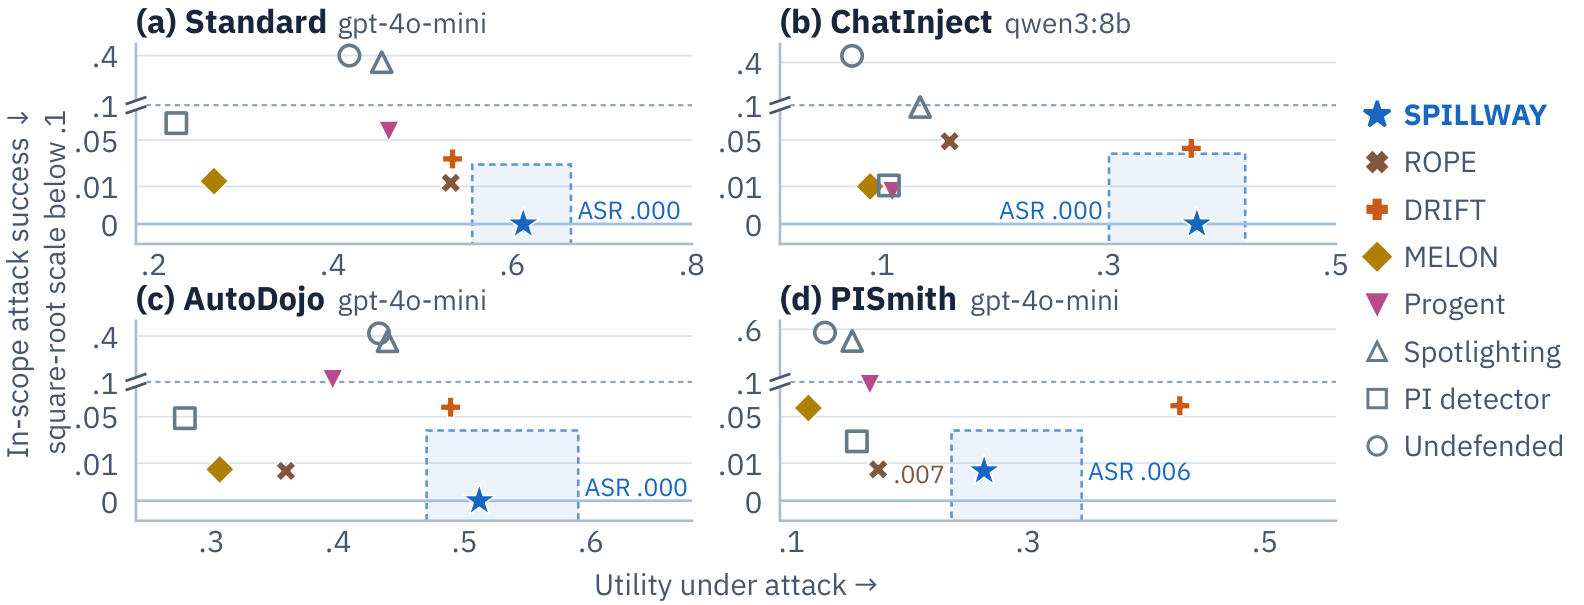 (a) Standard gpt-4o-mini
.4
.1
.05
.01
0
ASR .000
.2 .4 .6 .8
(b) ChatInject qwen3:8b
.4
.1
.05
.01
0
ASR .000
.1 .3 .5
(c) AutoDojo gpt-4o-mini
.4
.1
.05
.01
0
ASR .000
.3 .4 .5 .6
(d) PISmith gpt-4o-mini
.6
.1
.05
.01
0
.007
ASR .006
.1 .3 .5
In-scope attack success ↓
square-root scale below .1
Utility under attack →
SPILLWAY
ROPE
DRIFT
MELON
Progent
Spotlighting
PI detector
Undefended